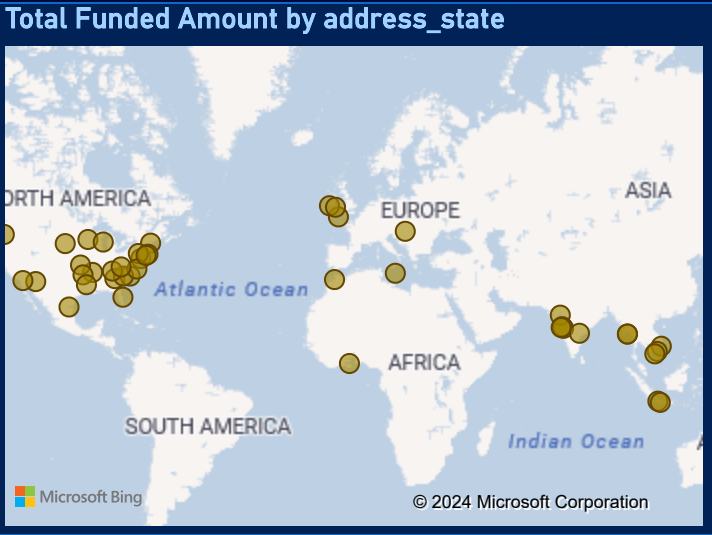 Total Funded Amount by address_state
ORTH AMERICA
ASIA
EUROPE
Atlantic Ocean
AFRICA
SOUTH AMERICA
Indian Ocean
A
Microsoft Bing
© 2024 Microsoft Corporation